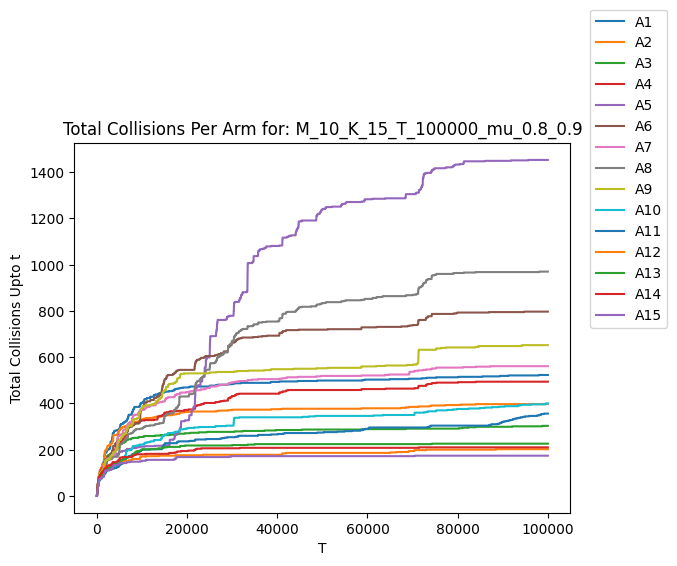 Total Collisions Per Arm for: M_10_K_15_T_100000_mu_0.8_0.9
Total Collisions Upto t
1400
1200
1000
800
600
400
200
0
0 20000 40000 60000 80000 100000
T
A1
A2
A3
A4
A5
A6
A7
A8
A9
A10
A11
A12
A13
A14
A15